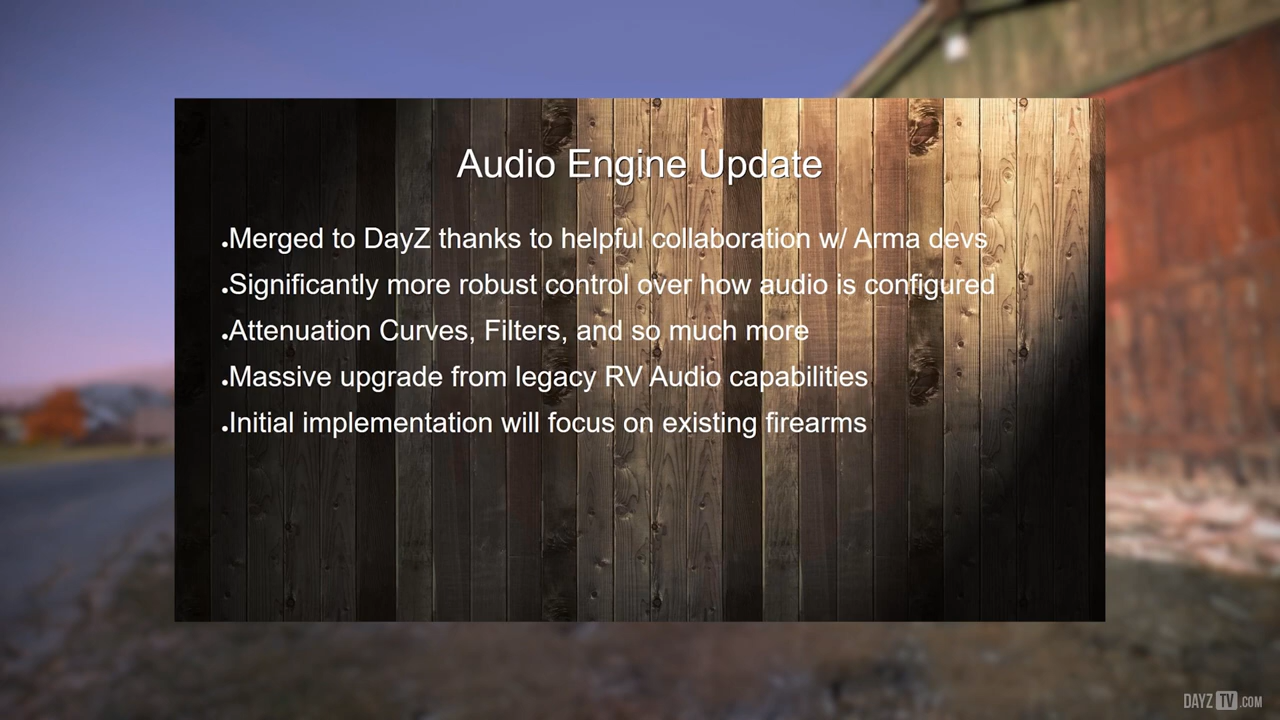 Audio Engine Update
•Merged to DayZ thanks to helpful collaboration w/ Arma devs
•Significantly more robust control over how audio is configured
•Attenuation Curves, Filters, and so much more
•Massive upgrade from legacy RV Audio capabilities
•Initial implementation will focus on existing firearms
DAYZ TV .COM